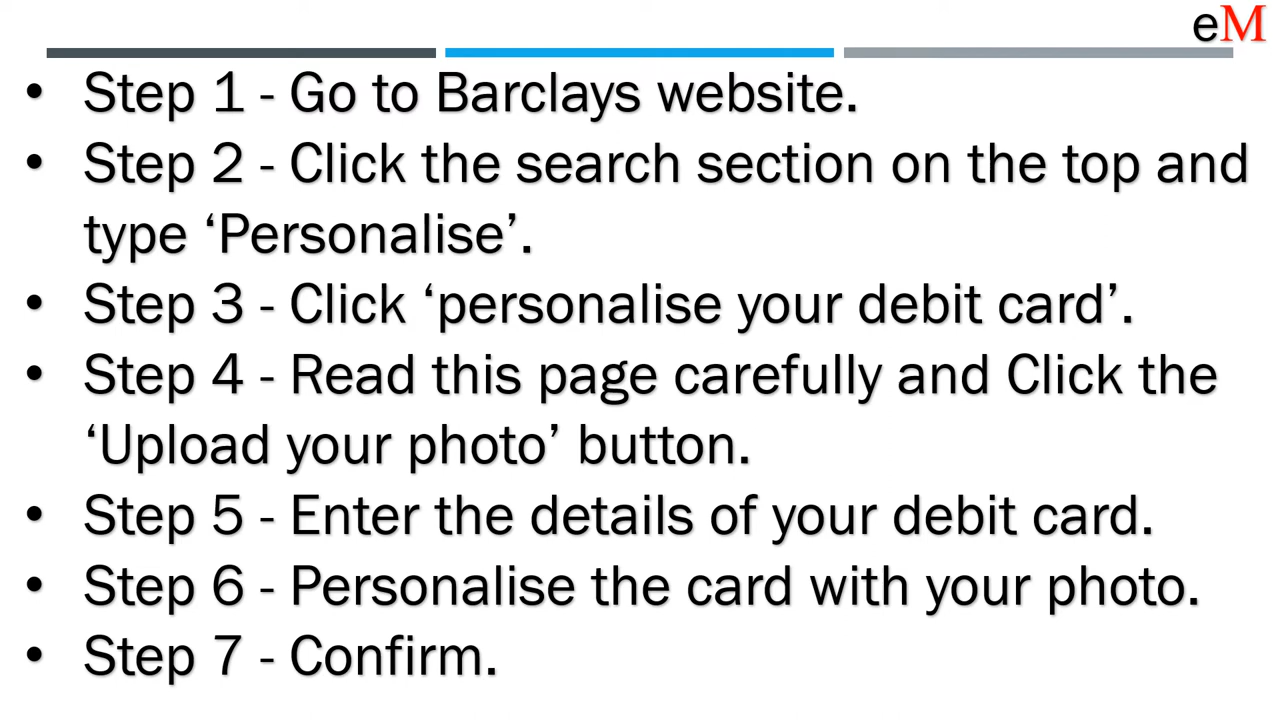 eM
• Step 1 - Go to Barclays website.
• Step 2 - Click the search section on the top and
type ‘Personalise’.
• Step 3 - Click ‘personalise your debit card’.
• Step 4 - Read this page carefully and Click the
‘Upload your photo’ button.
• Step 5 - Enter the details of your debit card.
• Step 6 - Personalise the card with your photo.
• Step 7 - Confirm.